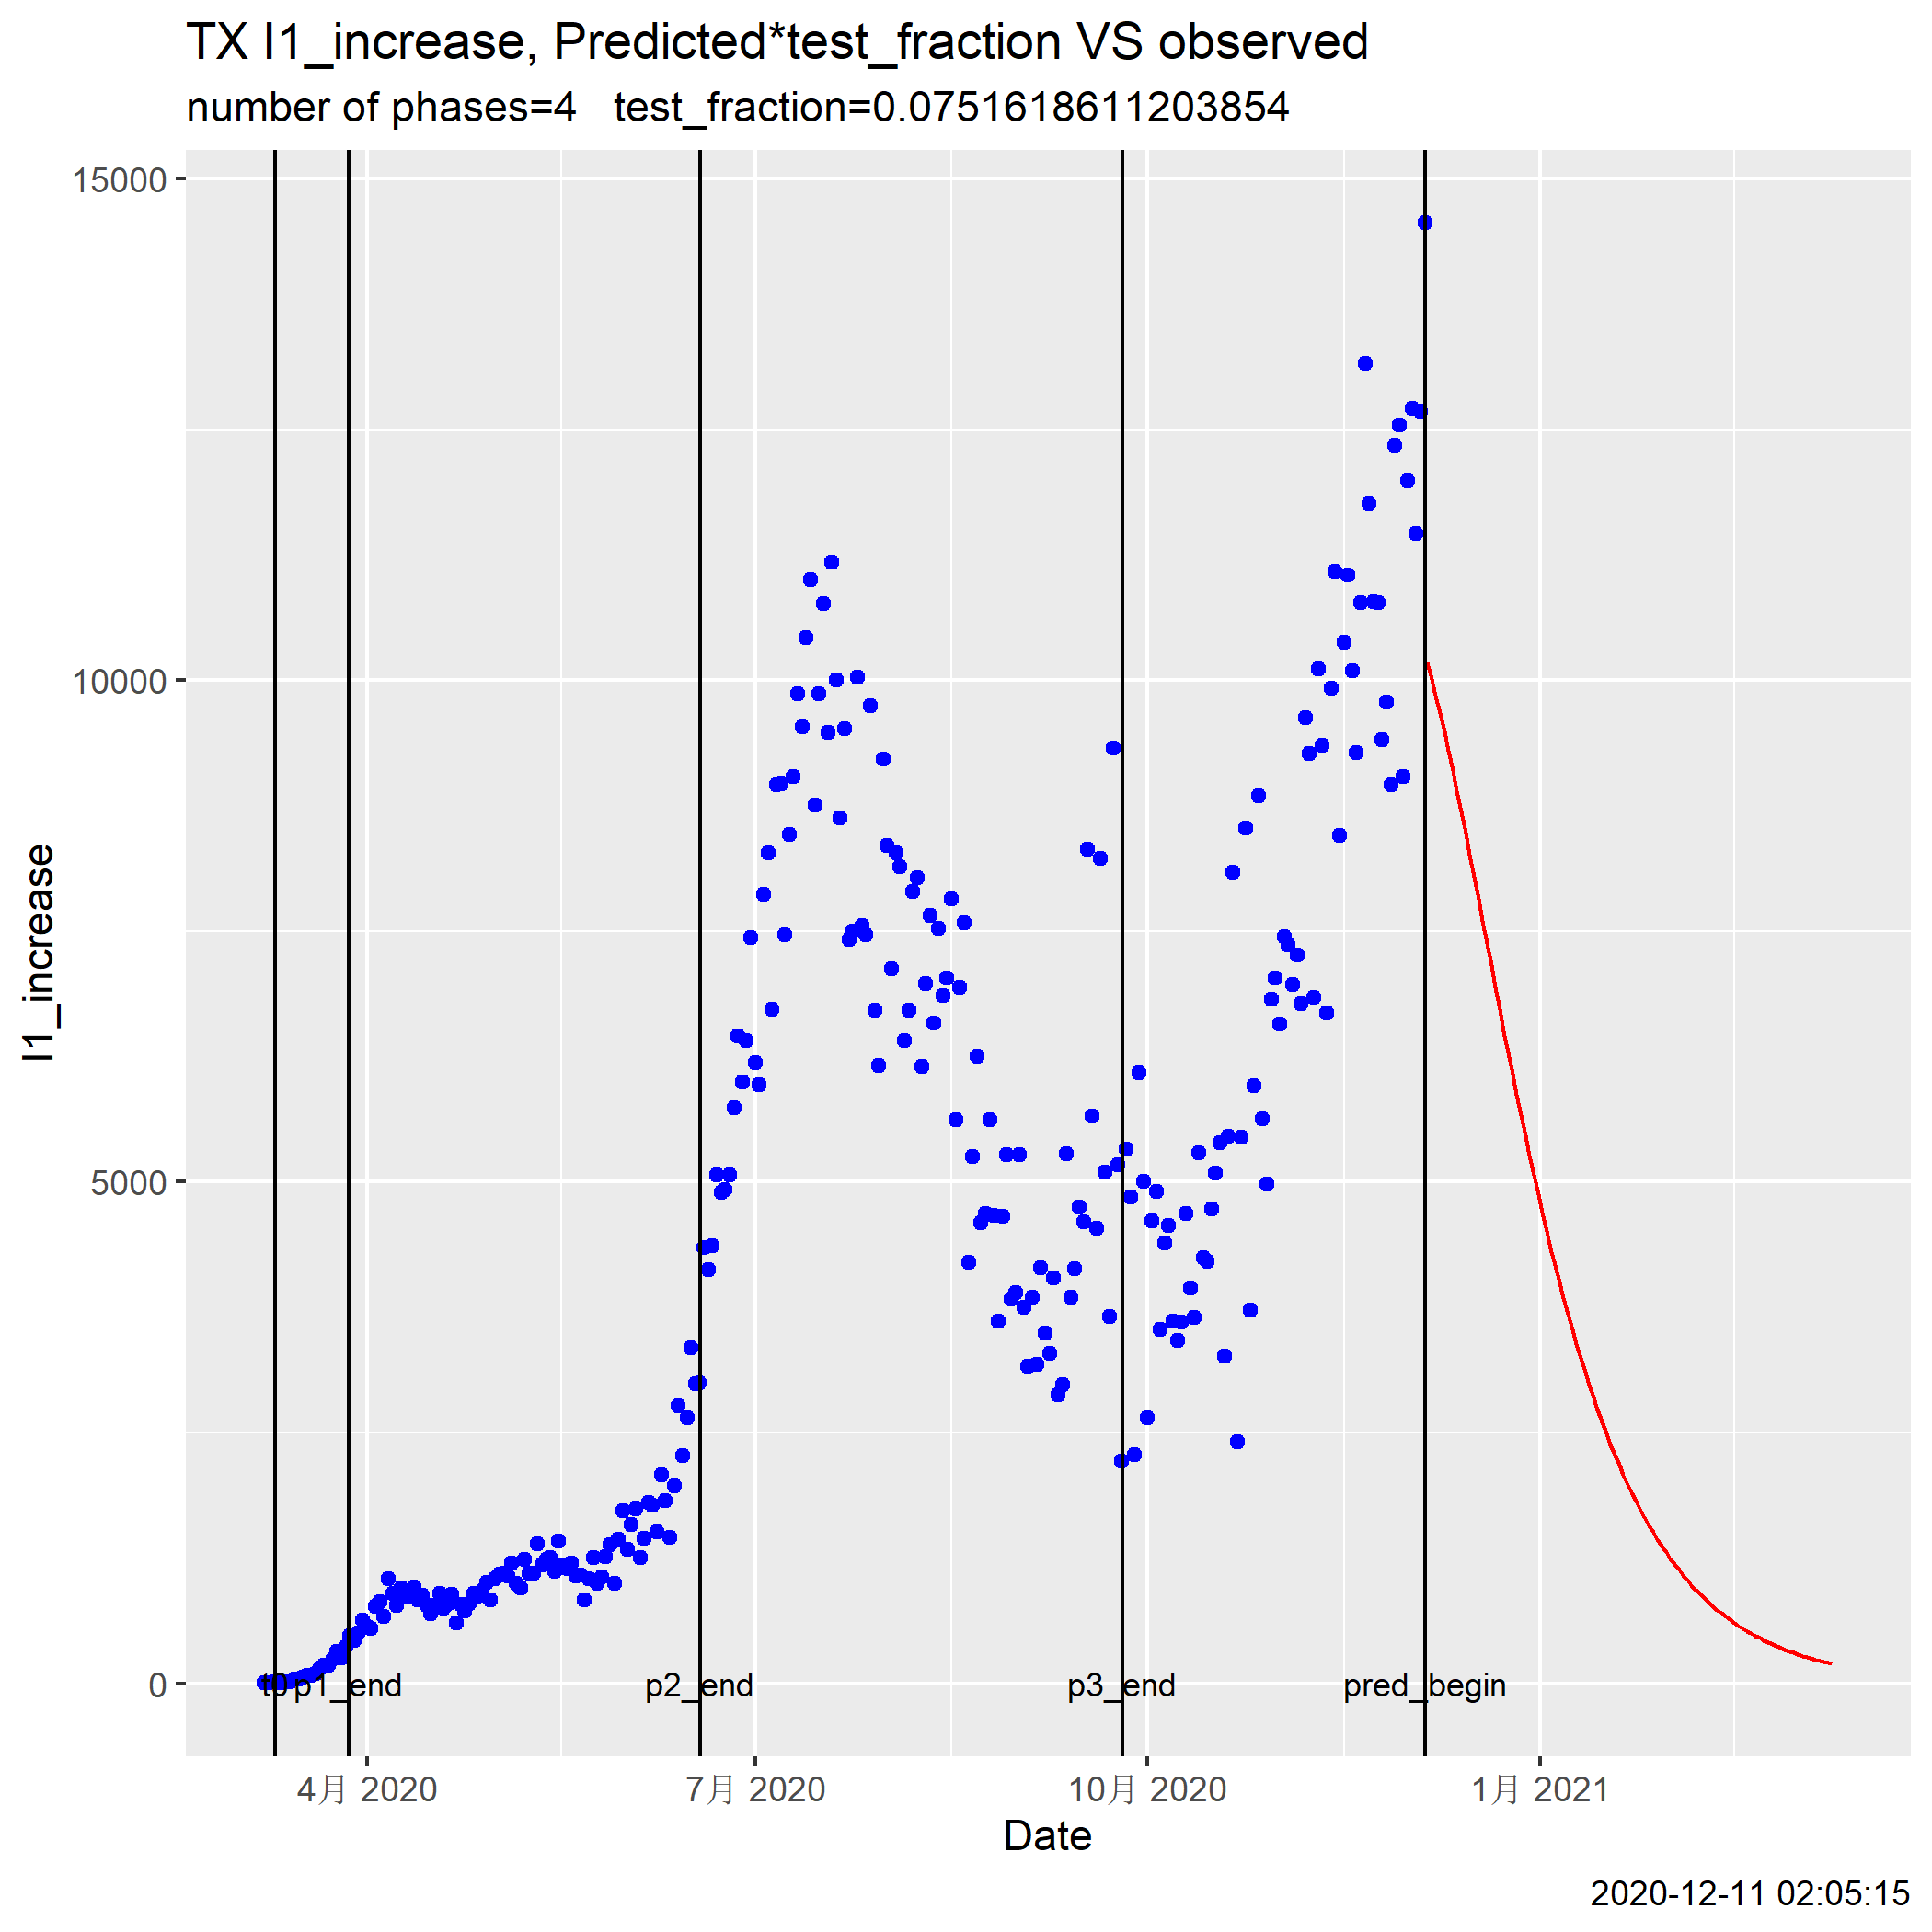 TX I1_increase, Predicted*test_fraction VS observed
number of phases=4   test_fraction=0.0751618611203854
15000
10000
5000
0
I1_increase
t0 p1_end p2_end p3_end pred_begin
4月 2020 7月 2020 10月 2020 1月 2021
Date
2020-12-11 02:05:15